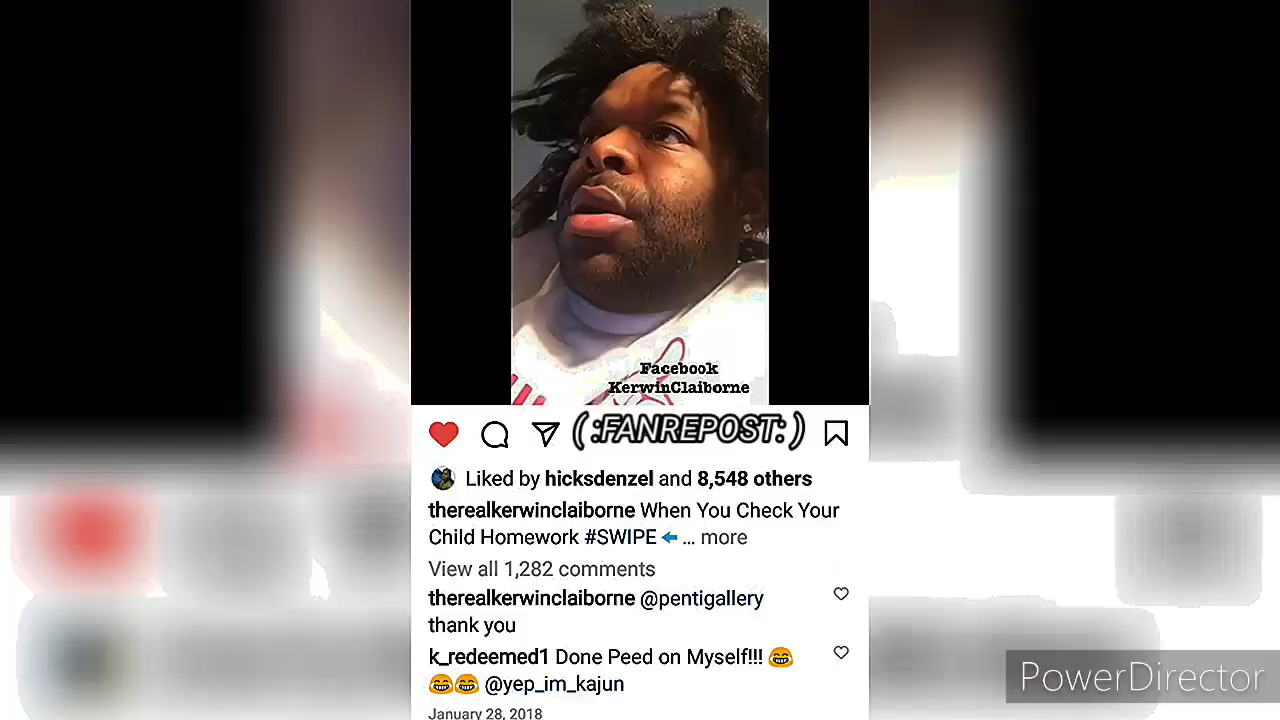 Facebook
KerwinClaiborne
( :FANREPOST: )
Liked by hicksdenzel and 8,548 others
therealkerwinclaiborne When You Check Your
Child Homework #SWIPE ⬅ ... more
View all 1,282 comments
therealkerwinclaiborne @pentigallery
thank you
k_redeemed1 Done Peed on Myself!!! 😂
😂😂 @yep_im_kajun
January 28, 2018
PowerDirector